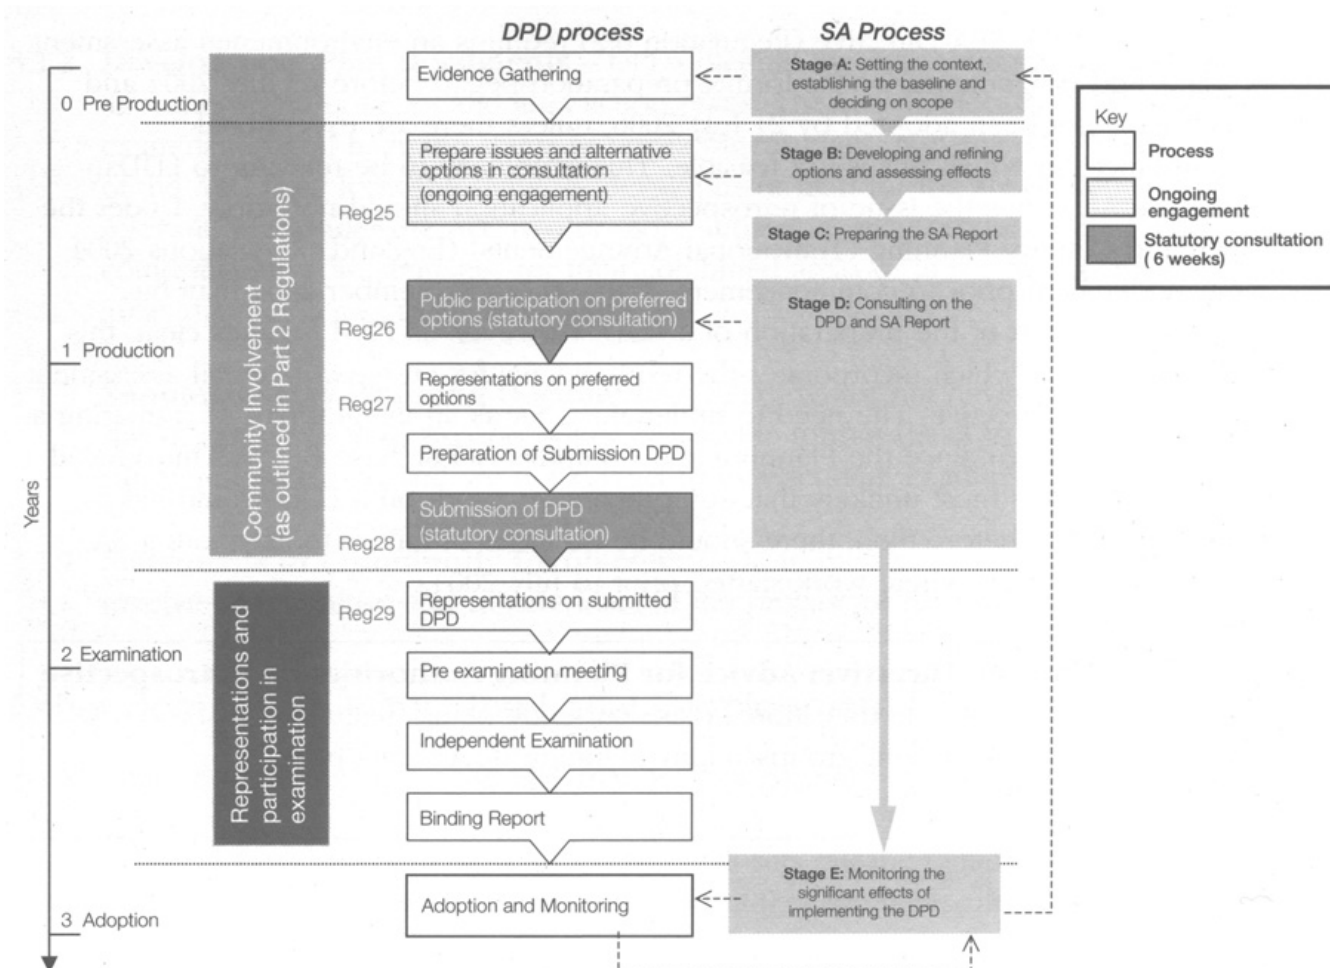 DPD process
SA Process
Years
0 Pre Production
1 Production
2 Examination
3 Adoption
Community Involvement
(as outlined in Part 2 Regulations)
Representations and
participation in
examination
Evidence Gathering
Prepare issues and alternative
options in consultation
(ongoing engagement)
Reg25
Public participation on preferred
options (statutory consultation)
Reg26
Representations on preferred
options
Reg27
Preparation of Submission DPD
Submission of DPD
(statutory consultation)
Reg28
Representations on submitted
DPD
Reg29
Pre examination meeting
Independent Examination
Binding Report
Adoption and Monitoring
Stage A: Setting the context,
establishing the baseline and
deciding on scope
Stage B: Developing and refining
options and assessing effects
Stage C: Preparing the SA Report
Stage D: Consulting on the
DPD and SA Report
Stage E: Monitoring the
significant effects of
implementing the DPD
Key
Process
Ongoing
engagement
Statutory consultation
( 6 weeks)